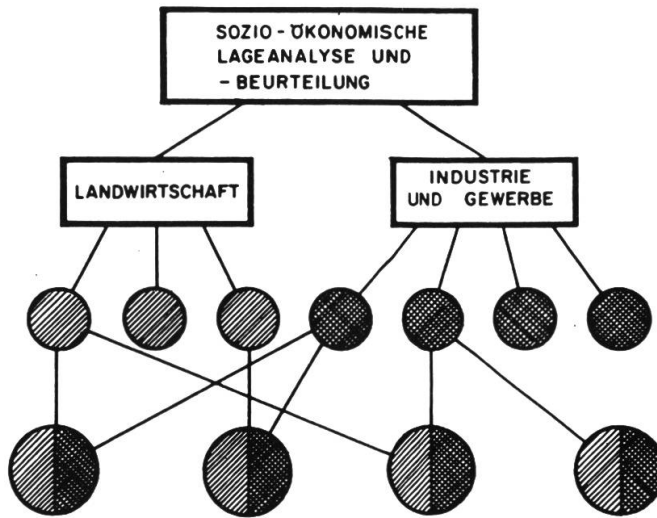 SOZIO-ÖKONOMISCHE
LAGEANALYSE UND
-BEURTEILUNG
LANDWIRTSCHAFT
INDUSTRIE
UND GEWERBE